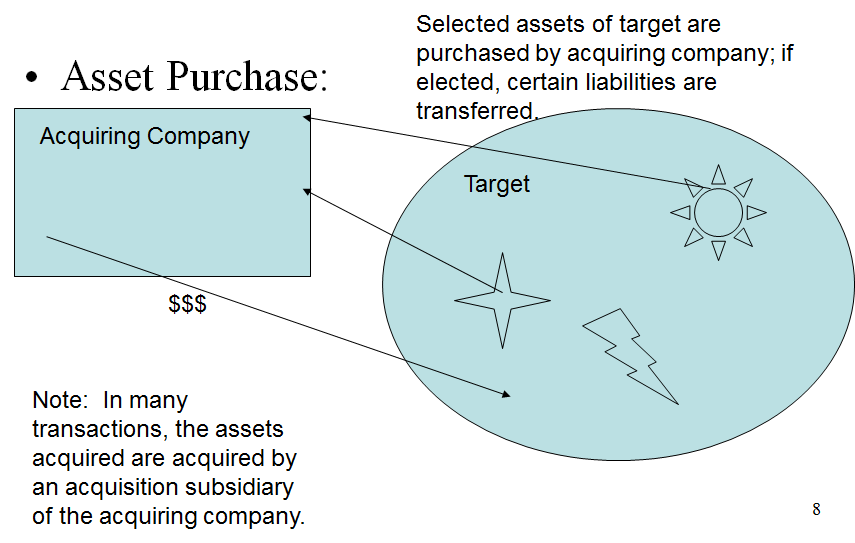 Selected assets of target are
purchased by acquiring company; if
elected, certain liabilities are
transferred.
• Asset Purchase:
Acquiring Company
Target
$$$
Note:  In many
transactions, the assets
acquired are acquired by
an acquisition subsidiary
of the acquiring company.
8